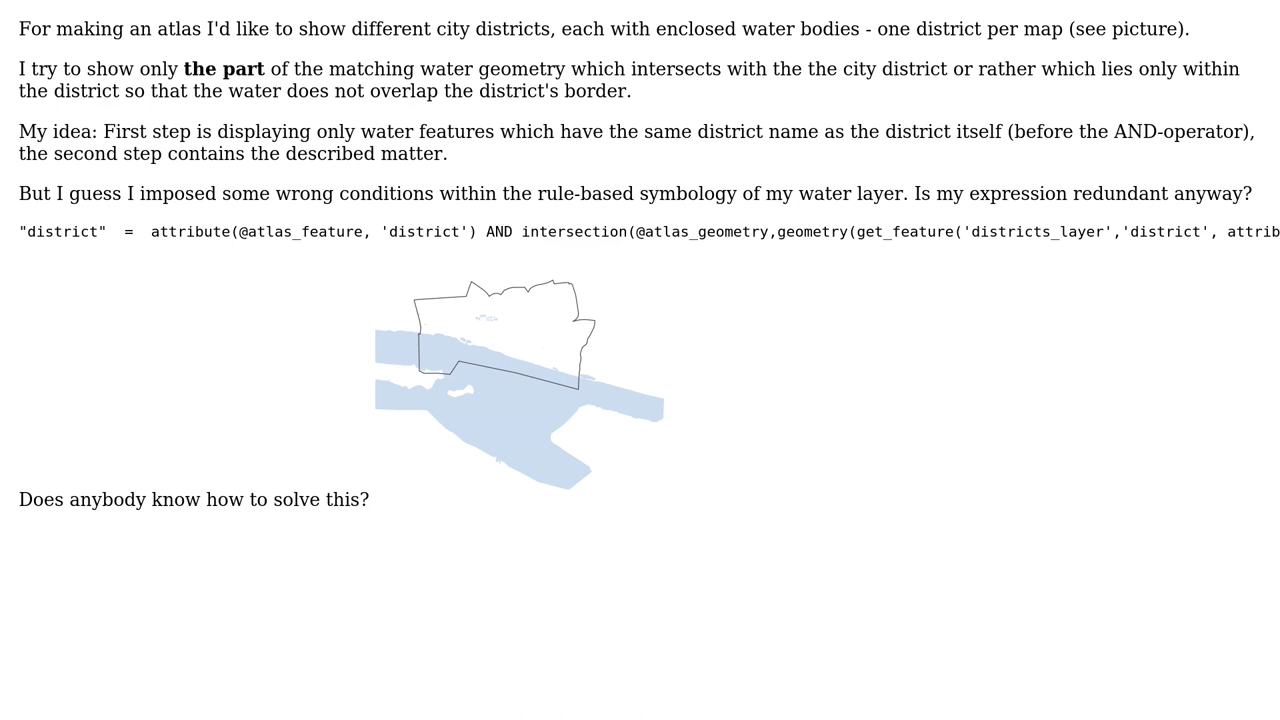 For making an atlas I'd like to show different city districts, each with enclosed water bodies - one district per map (see picture).
I try to show only the part of the matching water geometry which intersects with the the city district or rather which lies only within
the district so that the water does not overlap the district's border.
My idea: First step is displaying only water features which have the same district name as the district itself (before the AND-operator),
the second step contains the described matter.
But I guess I imposed some wrong conditions within the rule-based symbology of my water layer. Is my expression redundant anyway?
"district"  =  attribute(@atlas_feature, 'district') AND intersection(@atlas_geometry,geometry(get_feature('districts_layer','district', attrib
Does anybody know how to solve this?